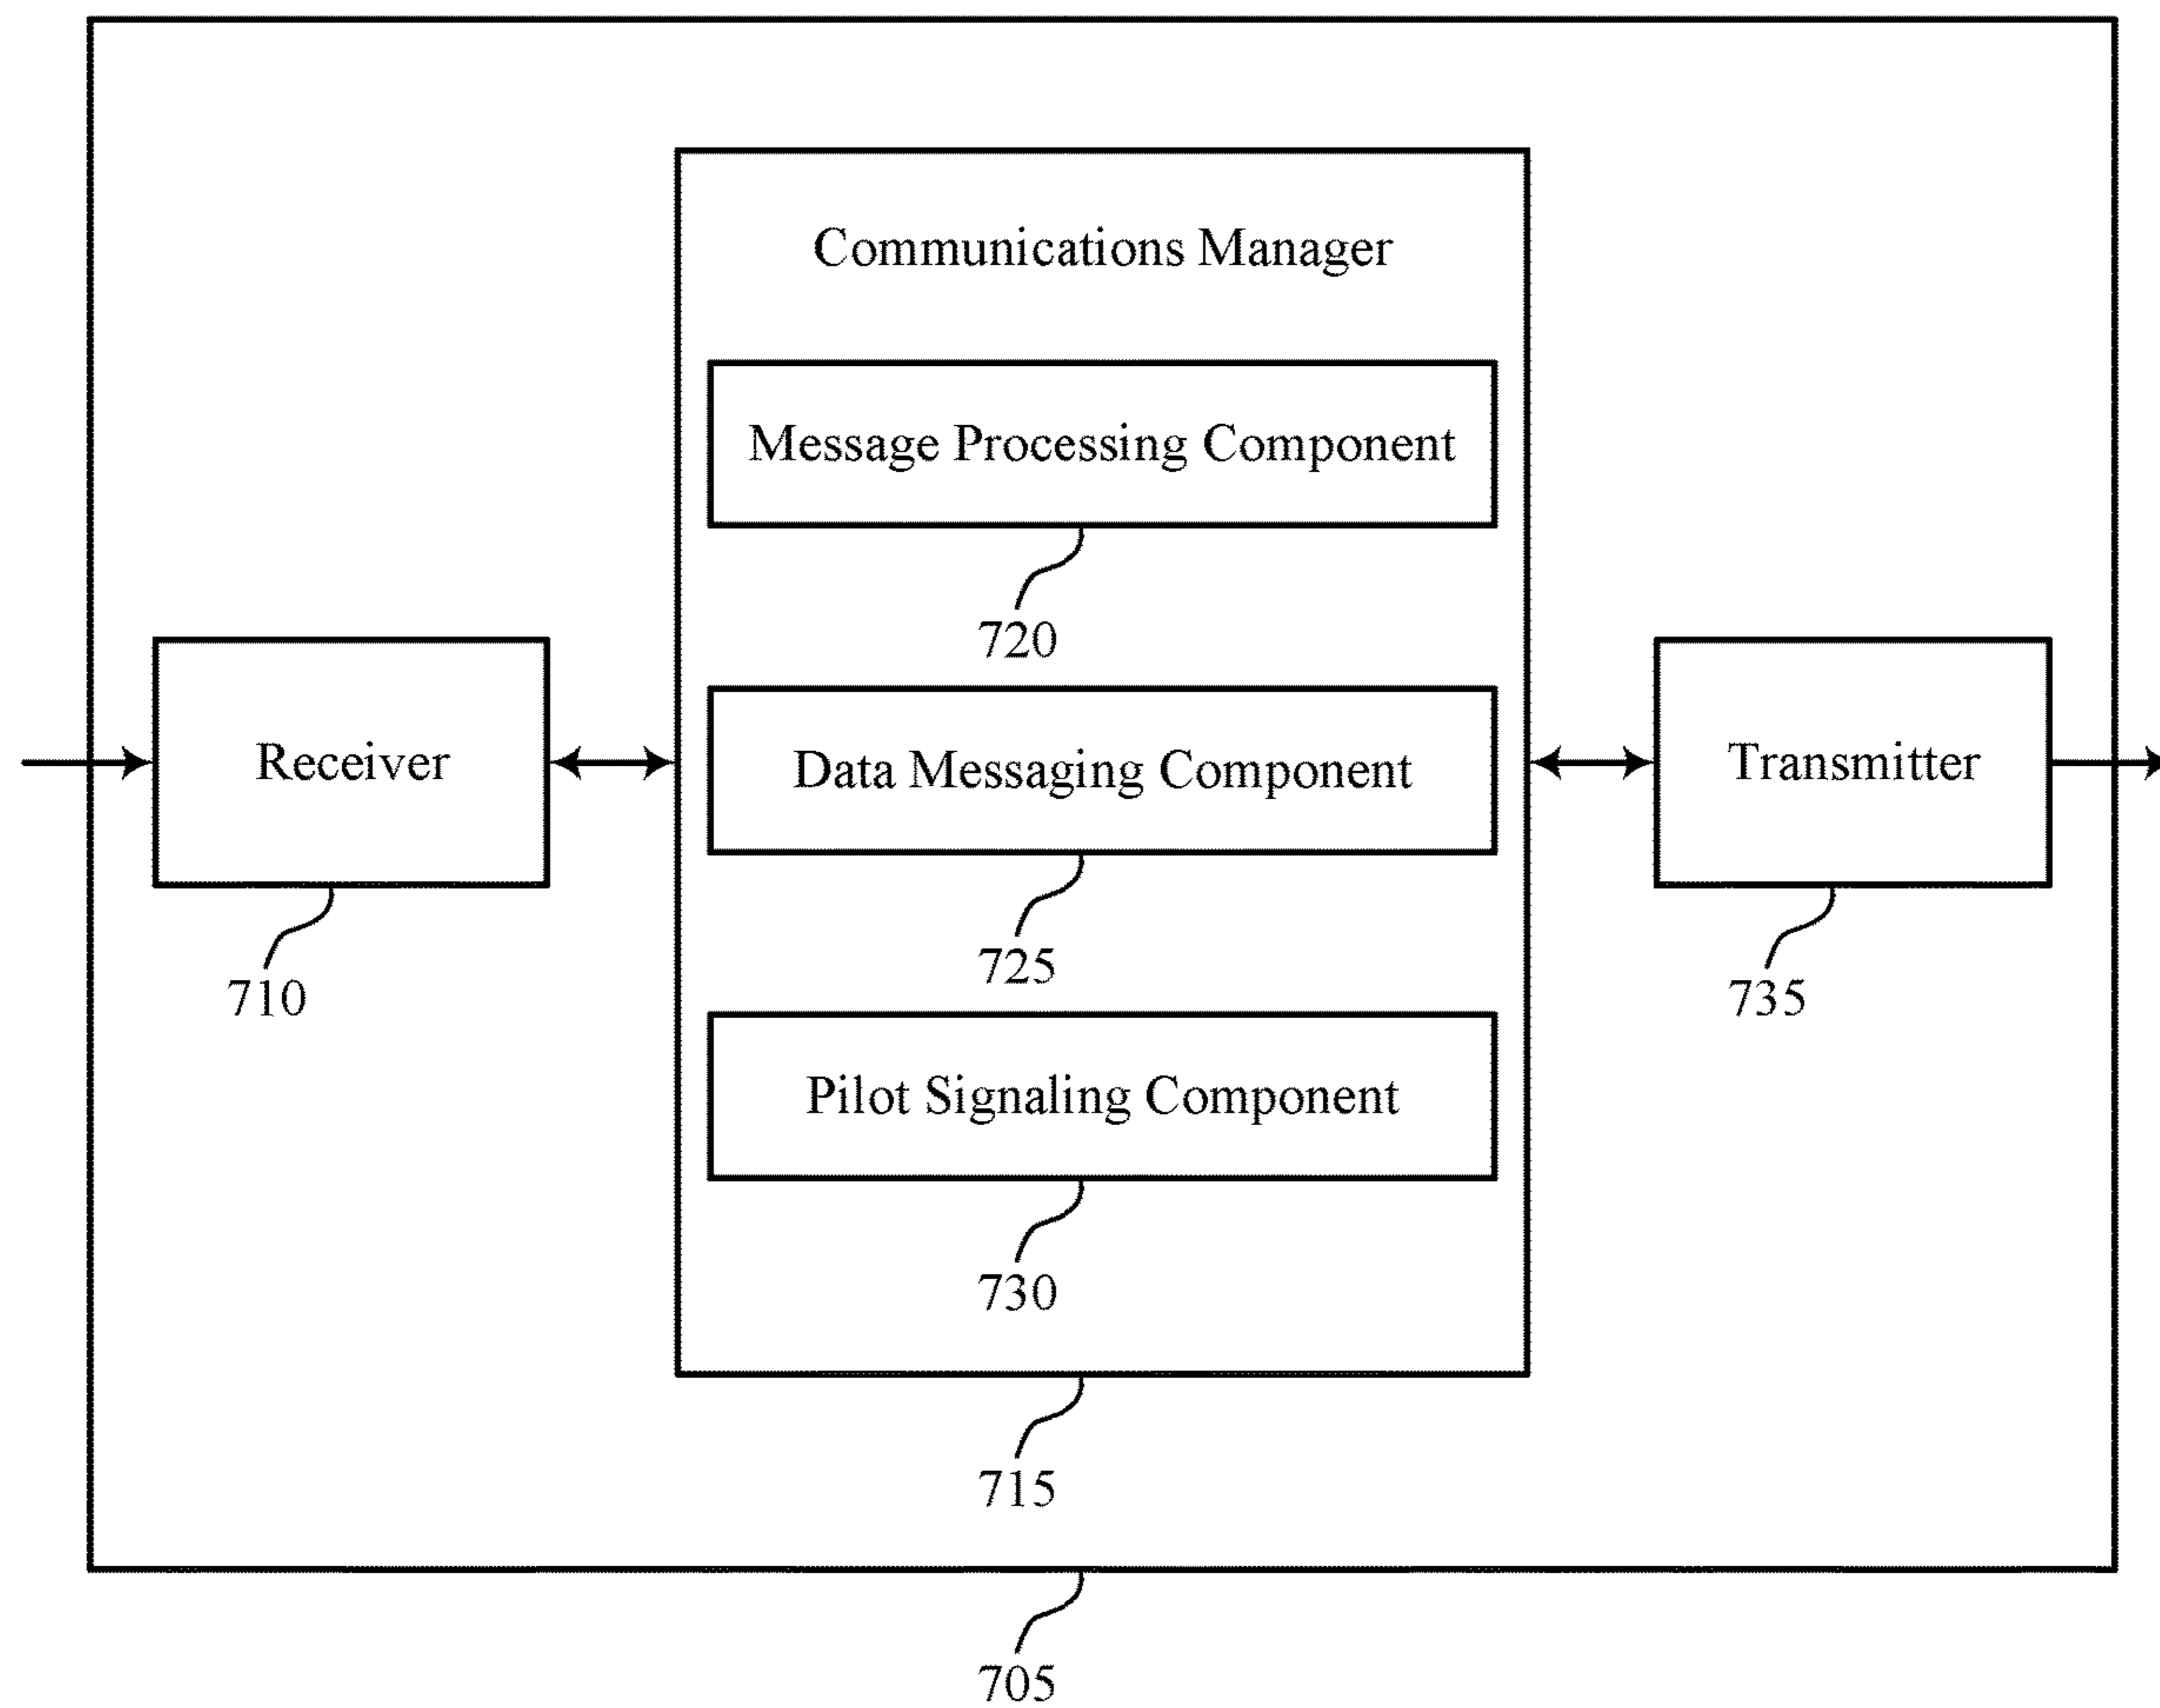 Communications Manager
Message Processing Component
720
Receiver
Data Messaging Component
Transmitter
710
725
735
Pilot Signaling Component
730
715
705